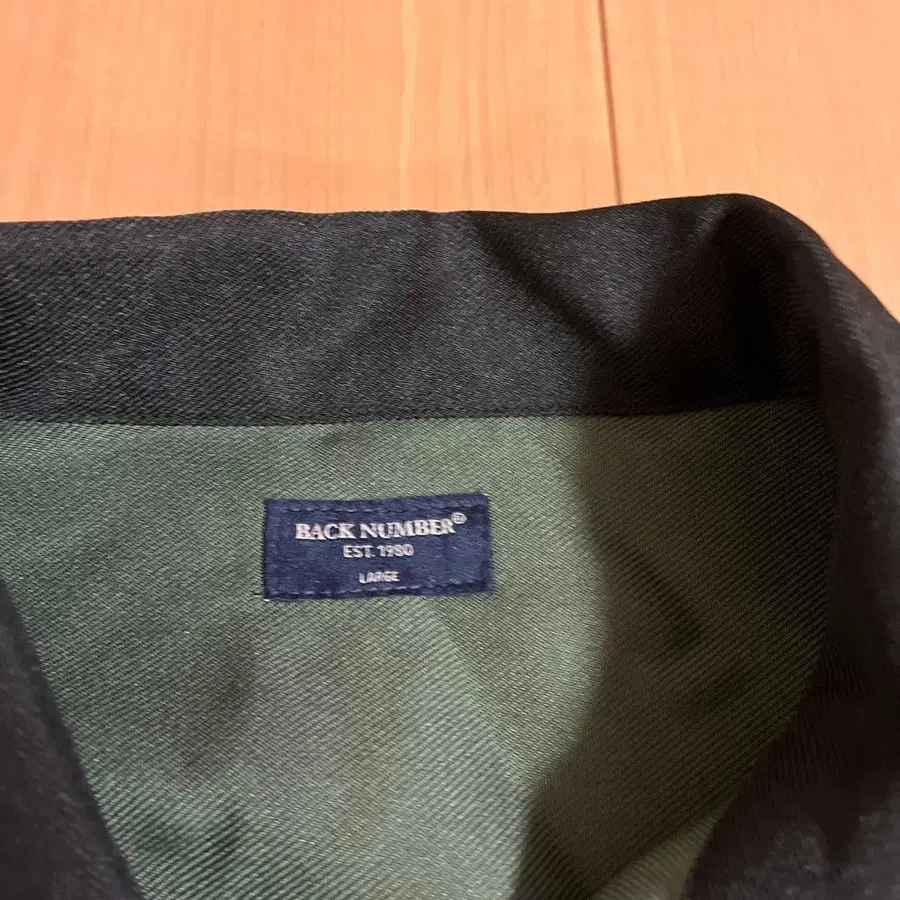 BACK NUMBER®
EST. 1980
LARGE